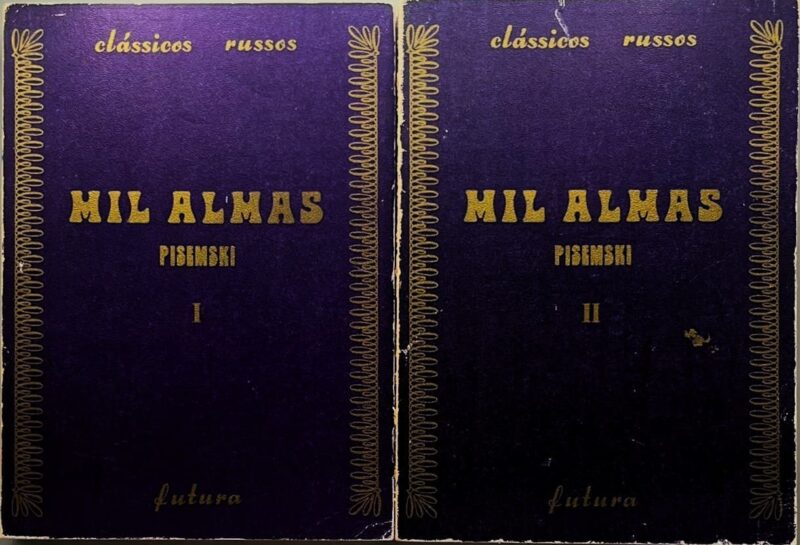 clássicos russos
MIL ALMAS
PISEMSKI
I
futura
clássicos russos
MIL ALMAS
PISEMSKI
II
futura